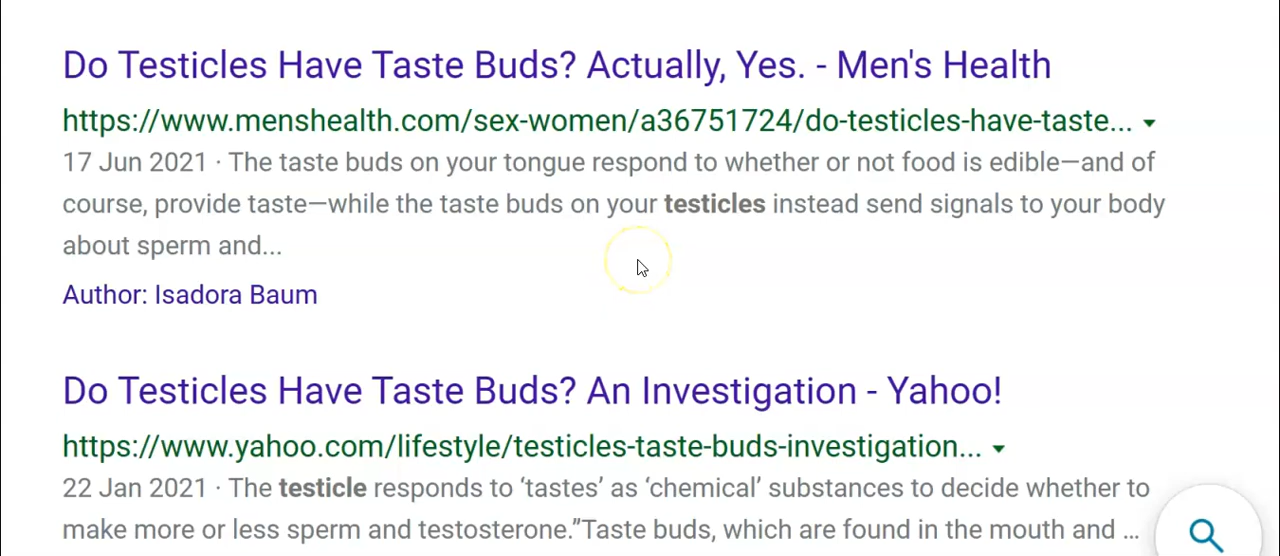 Do Testicles Have Taste Buds? Actually, Yes. - Men's Health
https://www.menshealth.com/sex-women/a36751724/do-testicles-have-taste...
17 Jun 2021 · The taste buds on your tongue respond to whether or not food is edible—and of
course, provide taste—while the taste buds on your testicles instead send signals to your body
about sperm and...
Author: Isadora Baum
Do Testicles Have Taste Buds? An Investigation - Yahoo!
https://www.yahoo.com/lifestyle/testicles-taste-buds-investigation...
22 Jan 2021 · The testicle responds to ‘tastes’ as ‘chemical’ substances to decide whether to
make more or less sperm and testosterone.”Taste buds, which are found in the mouth and ...